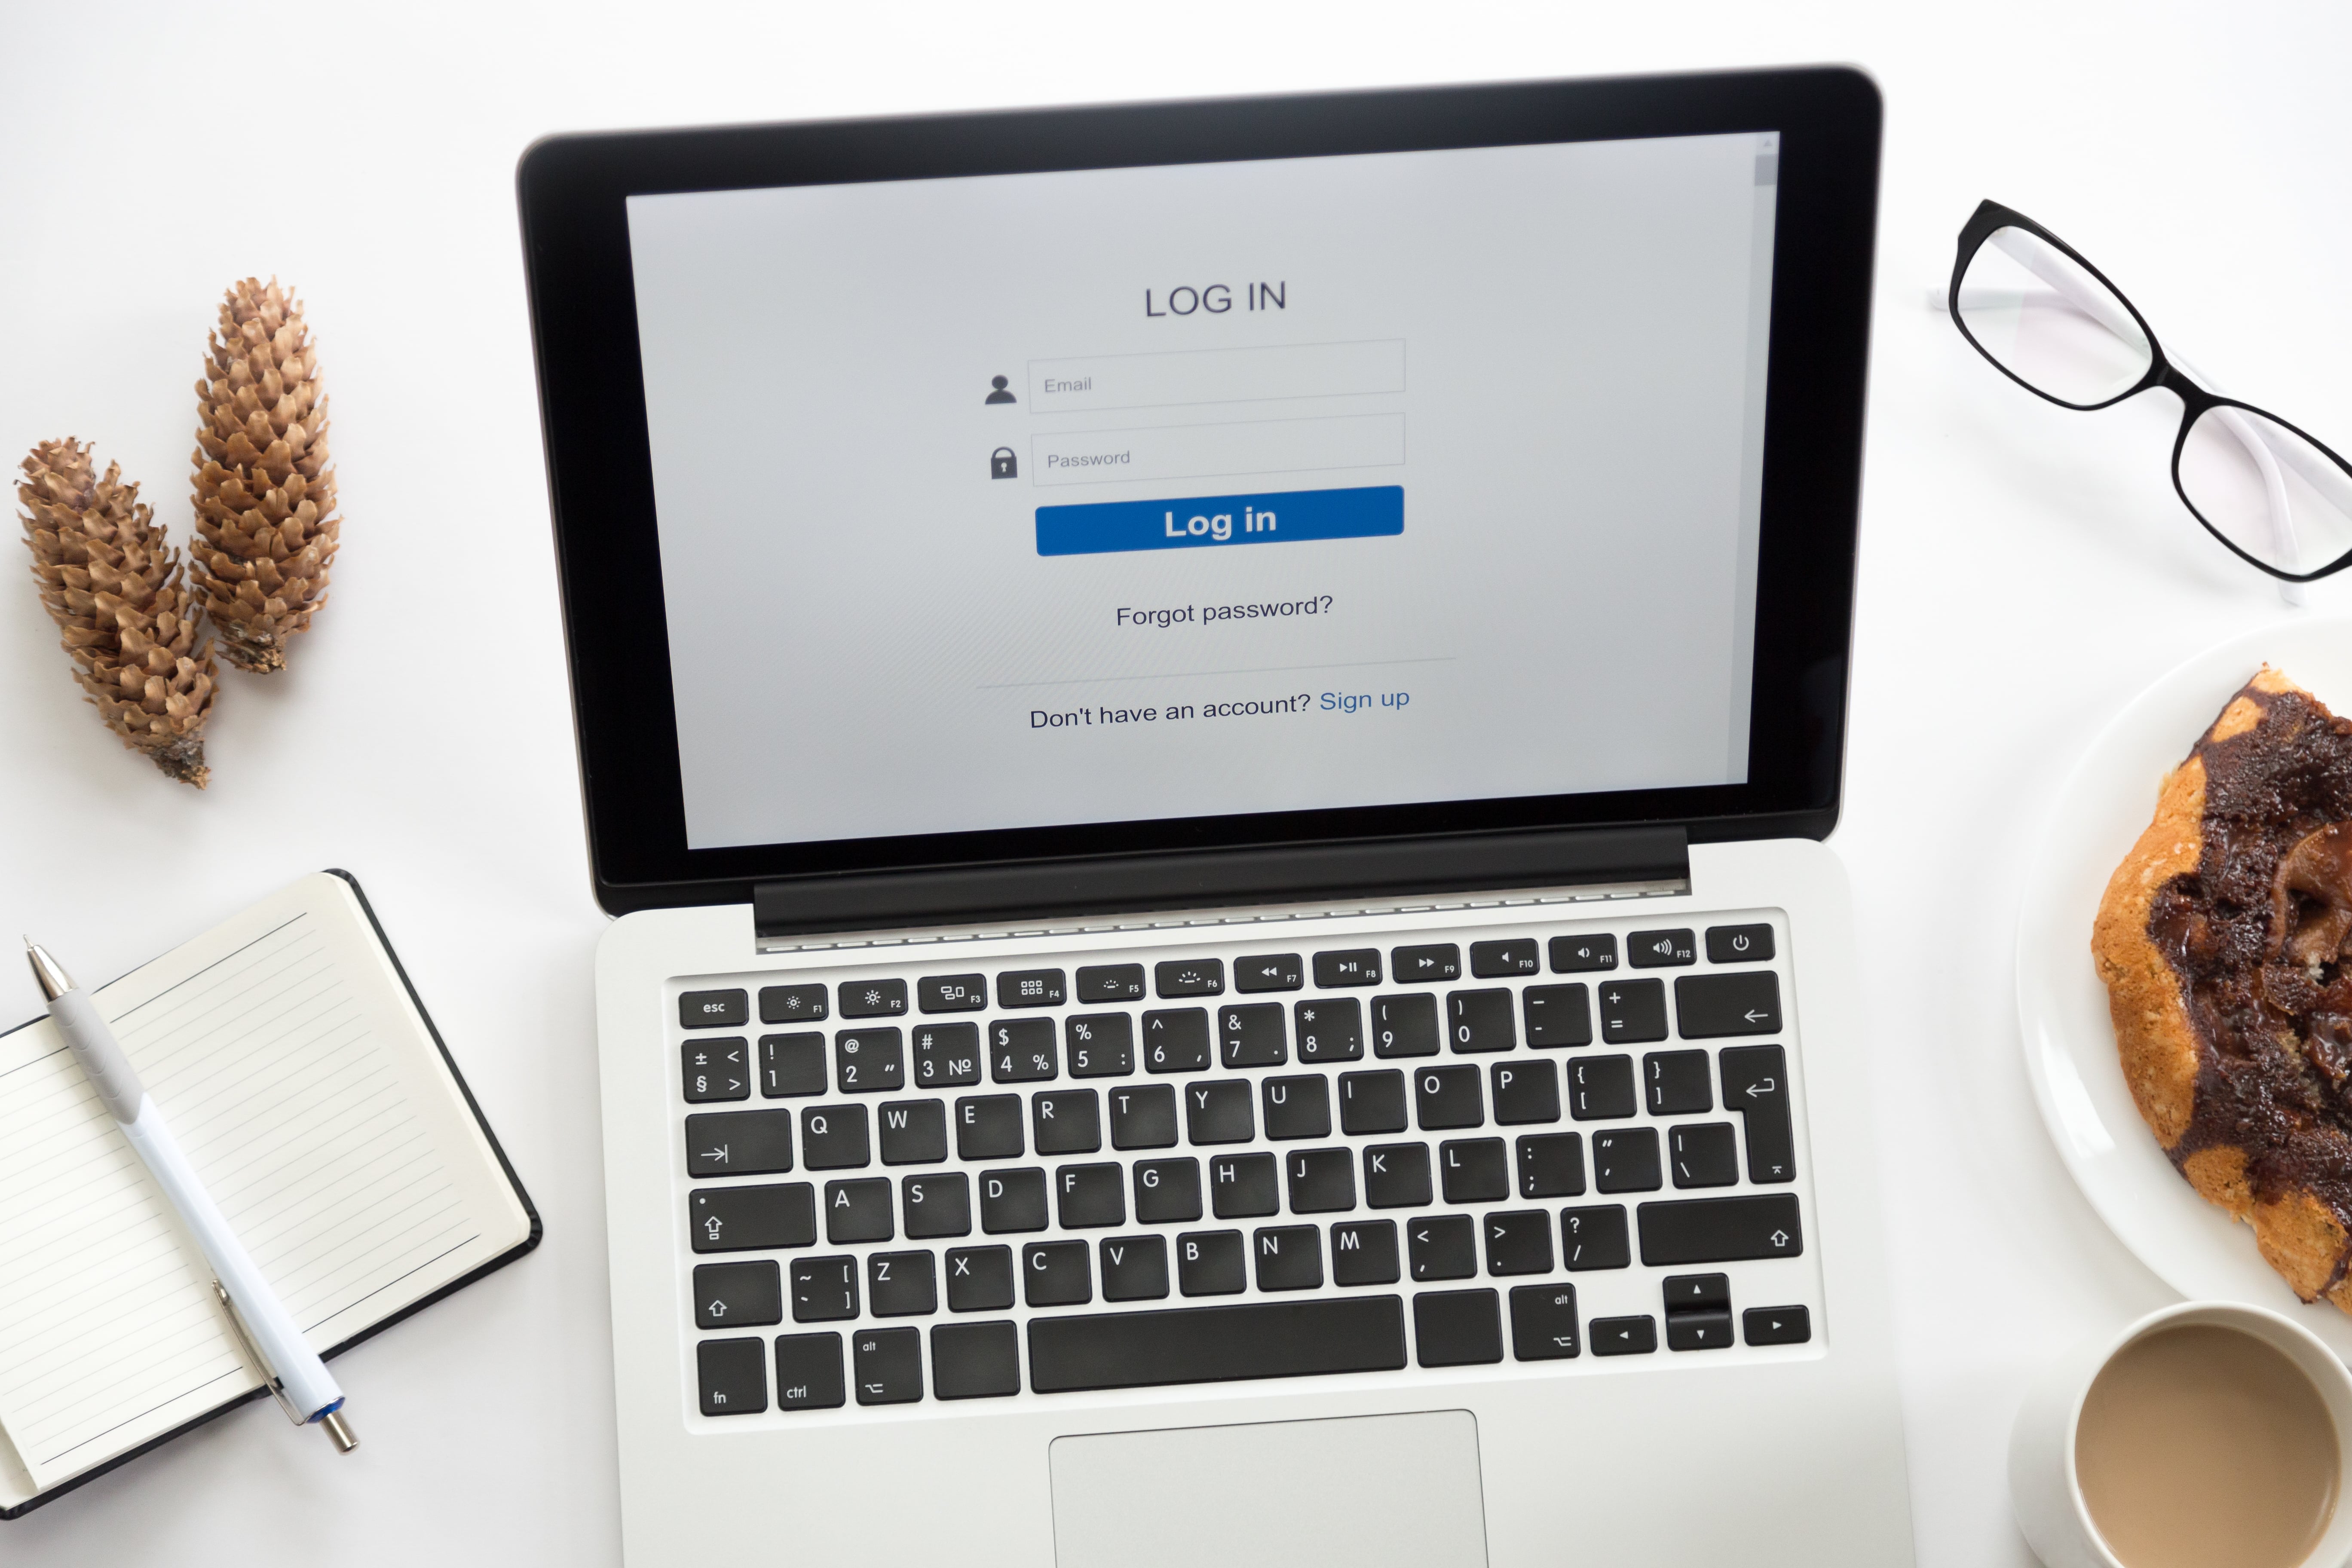 LOG IN
Email
Password
Log in
Forgot password?
Don't have an account? Sign up
esc F1 F2 F3 F4 F5 F6 F7 F8 F9 F10 F11 F12
± < § > ! 1 @ 2 " # 3 № $ 4 % % 5 : ^ 6 , & 7 . * 8 ; ( 9 ) 0 – - + =
Q W E R T Y U I O P { [ } ]
A S D F G H J K L : ; " ' | \
~ [ ` ] Z X C V B N M < , > . ? /
fn ctrl alt alt